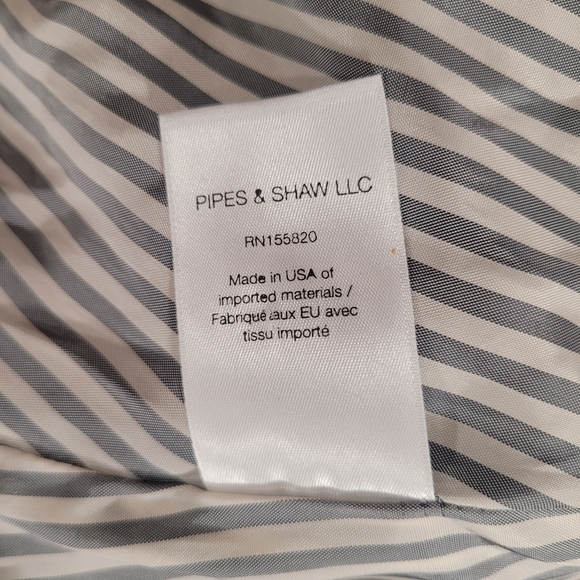 PIPES & SHAW LLC
RN155820
Made in USA of
imported materials /
Fabriqué aux EU avec
tissu importé